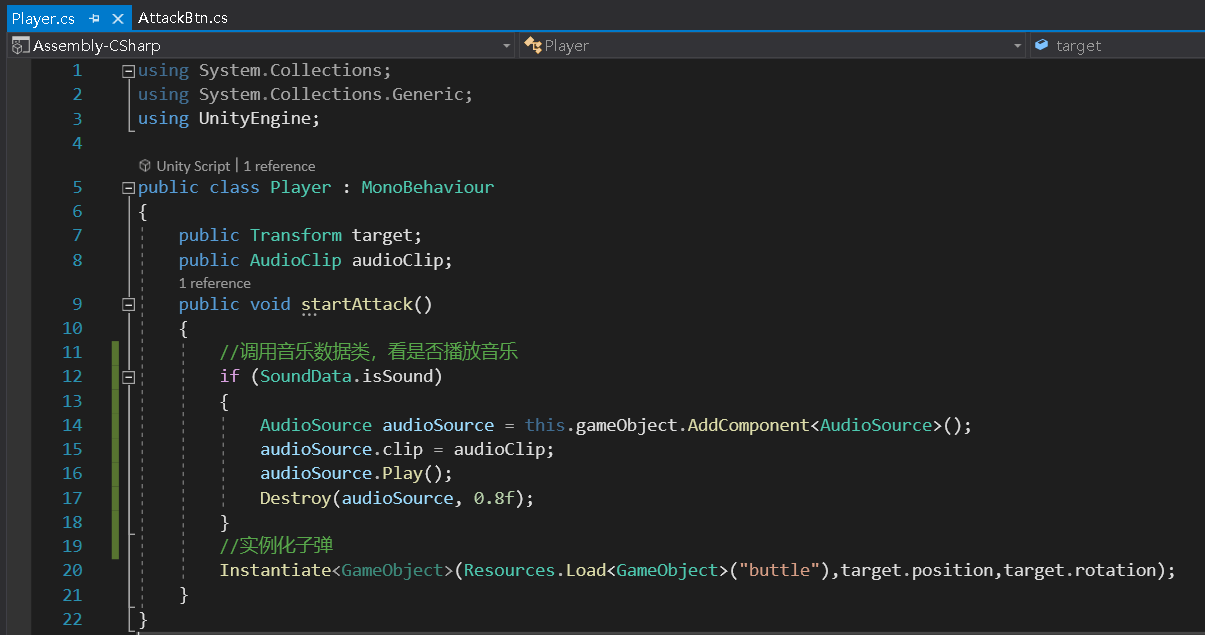 Player.cs AttackBtn.cs
Assembly-CSharp Player target
1 using System.Collections;
2 using System.Collections.Generic;
3 using UnityEngine;
4
Unity Script | 1 reference
5 public class Player : MonoBehaviour
6 {
7 public Transform target;
8 public AudioClip audioClip;
1 reference
9 public void startAttack()
10 {
11 //调用音乐数据类，看是否播放音乐
12 if (SoundData.isSound)
13 {
14 AudioSource audioSource = this.gameObject.AddComponent<AudioSource>();
15 audioSource.clip = audioClip;
16 audioSource.Play();
17 Destroy(audioSource, 0.8f);
18 }
19 //实例化子弹
20 Instantiate<GameObject>(Resources.Load<GameObject>("buttle"),target.position,target.rotation);
21 }
22 }